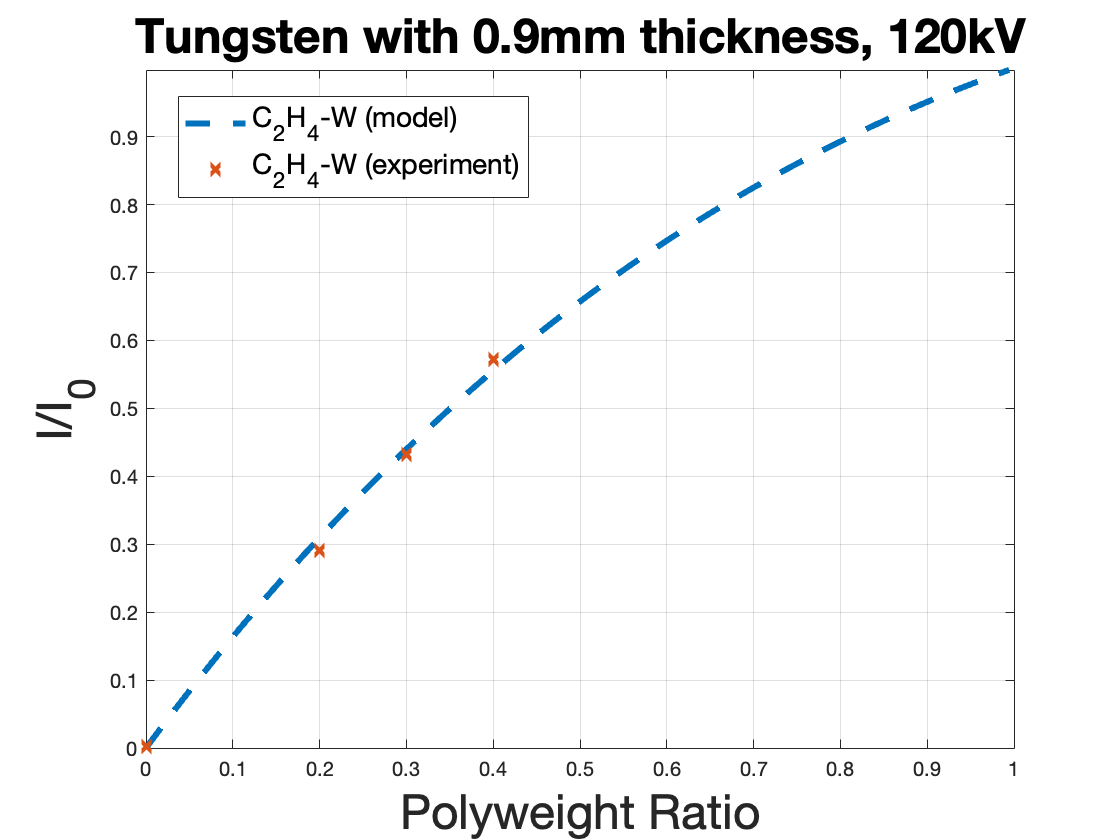 Tungsten with 0.9mm thickness, 120kV
C2H4-W (model)
C2H4-W (experiment)
0.9
0.8
0.7
0.6
0.5
0.4
0.3
0.2
0.1
0
I/I0
0 0.1 0.2 0.3 0.4 0.5 0.6 0.7 0.8 0.9 1
Polyweight Ratio